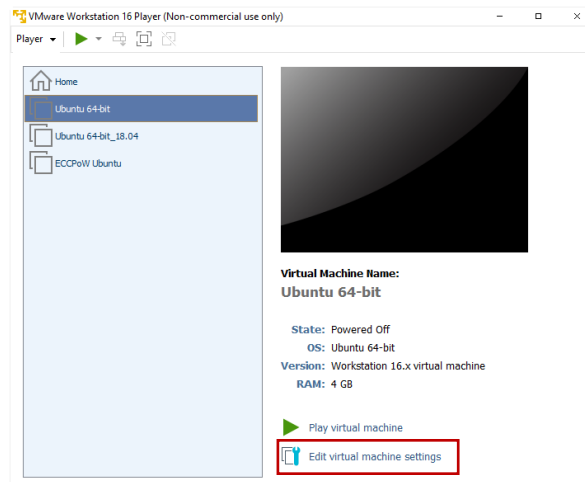 VMware Workstation 16 Player (Non-commercial use only)
Player
Home
Ubuntu 64-bit
Ubuntu 64-bit_18.04
ECCPoW Ubuntu
Virtual Machine Name:
Ubuntu 64-bit
State: Powered Off
OS: Ubuntu 64-bit
Version: Workstation 16.x virtual machine
RAM: 4 GB
Play virtual machine
Edit virtual machine settings